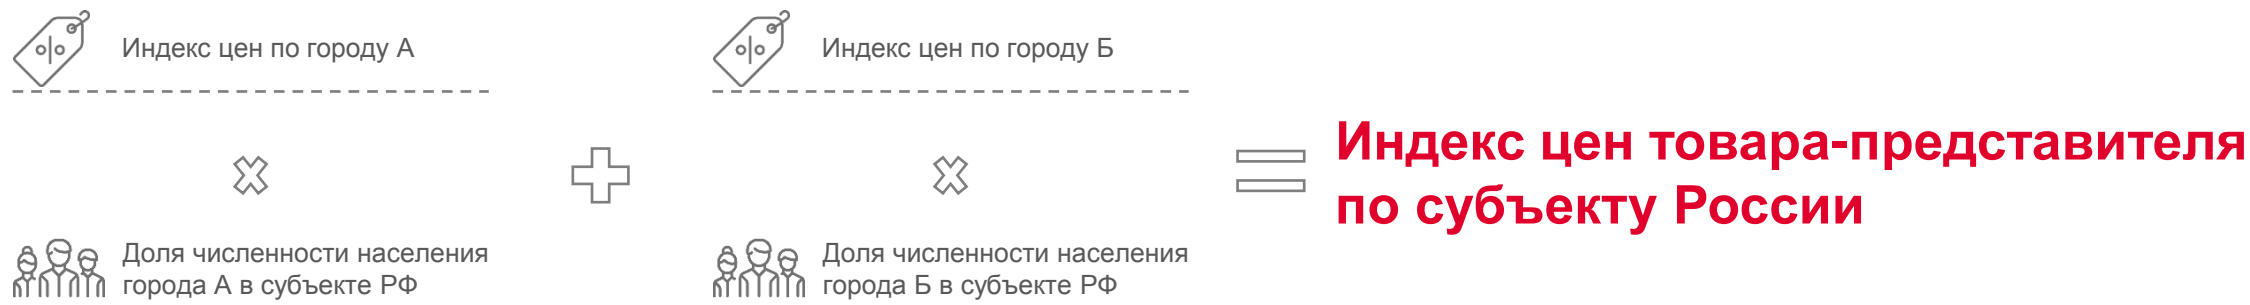 Индекс цен по городу А
Доля численности населения
города А в субъекте РФ
Индекс цен по городу Б
Доля численности населения
города Б в субъекте РФ
Индекс цен товара-представителя
по субъекту России